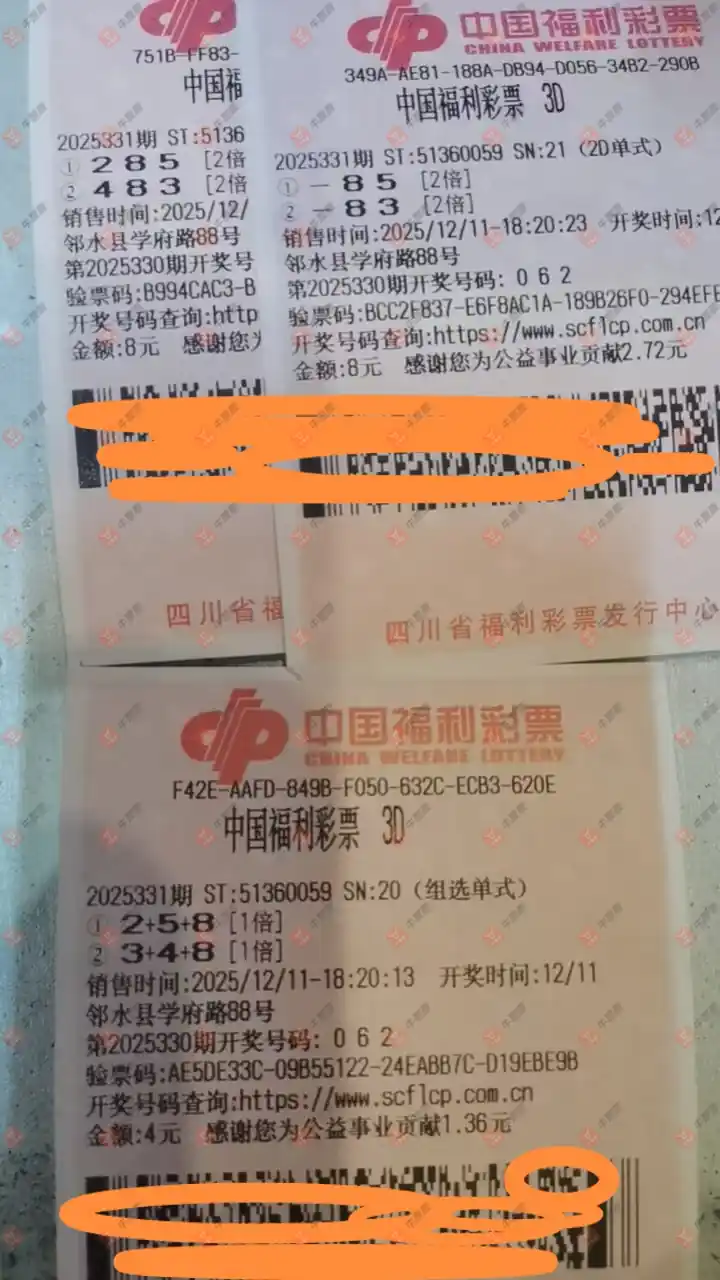 751B-FF83-
中国福
2025331期 ST:5136
① 2 8 5 [2倍
② 4 8 3 [2倍
销售时间:2025/12/
邻水县学府路88号
第2025330期开奖号
验票码:B994CAC3-B
开奖号码查询:http
金额:8元 感谢您为
四川省福
中国福利彩票
CHINA WELFARE LOTTERY
349A-AE81-188A-DB94-D056-34B2-290B
中国福利彩票 3D
2025331期 ST:51360059 SN:21 (2D单式)
① - 8 5 [2倍]
② - 8 3 [2倍]
销售时间:2025/12/11-18:20:23 开奖时间:12
邻水县学府路88号
第2025330期开奖号码: 0 6 2
验票码:BCC2F837-E6F8AC1A-189B26F0-294EFE
开奖号码查询:https://www.scflcp.com.cn
金额:8元 感谢您为公益事业贡献2.72元
四川省福利彩票发行中心
中国福利彩票
CHINA WELFARE LOTTERY
F42E-AAFD-849B-F050-632C-ECB3-620E
中国福利彩票 3D
2025331期 ST:51360059 SN:20 (组选单式)
① 2+5+8 [1倍]
② 3+4+8 [1倍]
销售时间:2025/12/11-18:20:13 开奖时间:12/11
邻水县学府路88号
第2025330期开奖号码: 0 6 2
验票码:AE5DE33C-09B55122-24EABB7C-D19EBE9B
开奖号码查询:https://www.scflcp.com.cn
金额:4元 感谢您为公益事业贡献1.36元